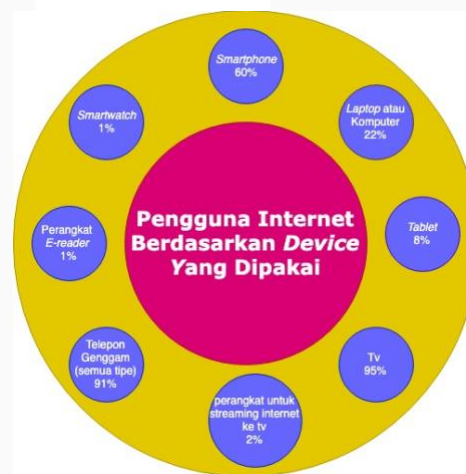 Pengguna Internet
Berdasarkan Device
Yang Dipakai
Smartphone
60%
Laptop atau
Komputer
22%
Tablet
8%
Tv
95%
perangkat untuk
streaming internet
ke tv
2%
Telepon
Genggam
(semua tipe)
91%
Perangkat
E-reader
1%
Smartwatch
1%